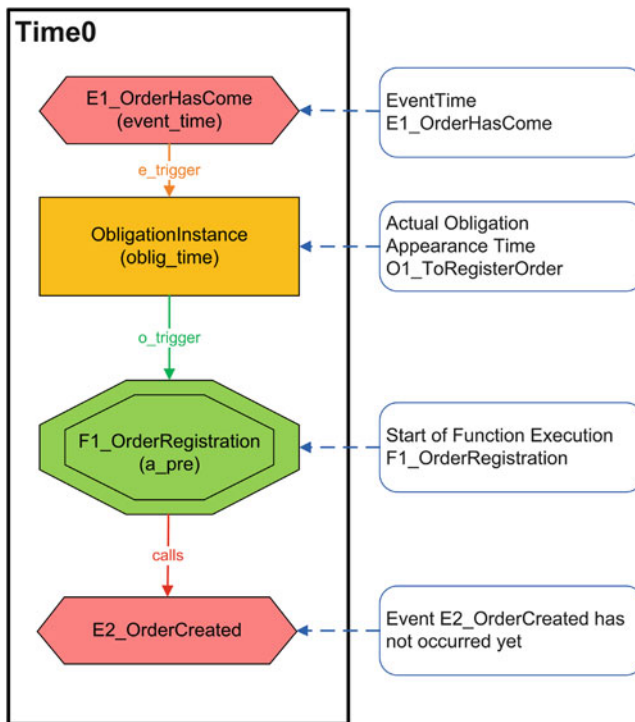 Time0
E1_OrderHasCome
(event_time)
EventTime
E1_OrderHasCome
e_trigger
ObligationInstance
(oblig_time)
Actual Obligation
Appearance Time
O1_ToRegisterOrder
o_trigger
F1_OrderRegistration
(a_pre)
Start of Function Execution
F1_OrderRegistration
calls
E2_OrderCreated
Event E2_OrderCreated has
not occurred yet